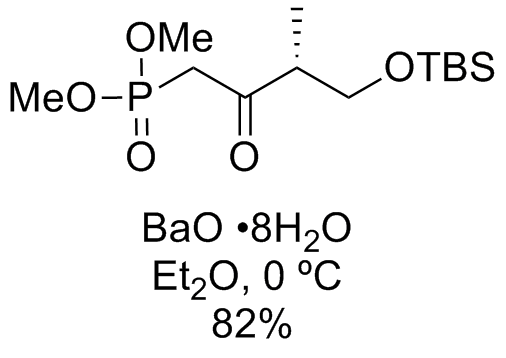 OMe
MeO P OTBS
O O
BaO •8H₂O
Et₂O, 0 ºC
82%